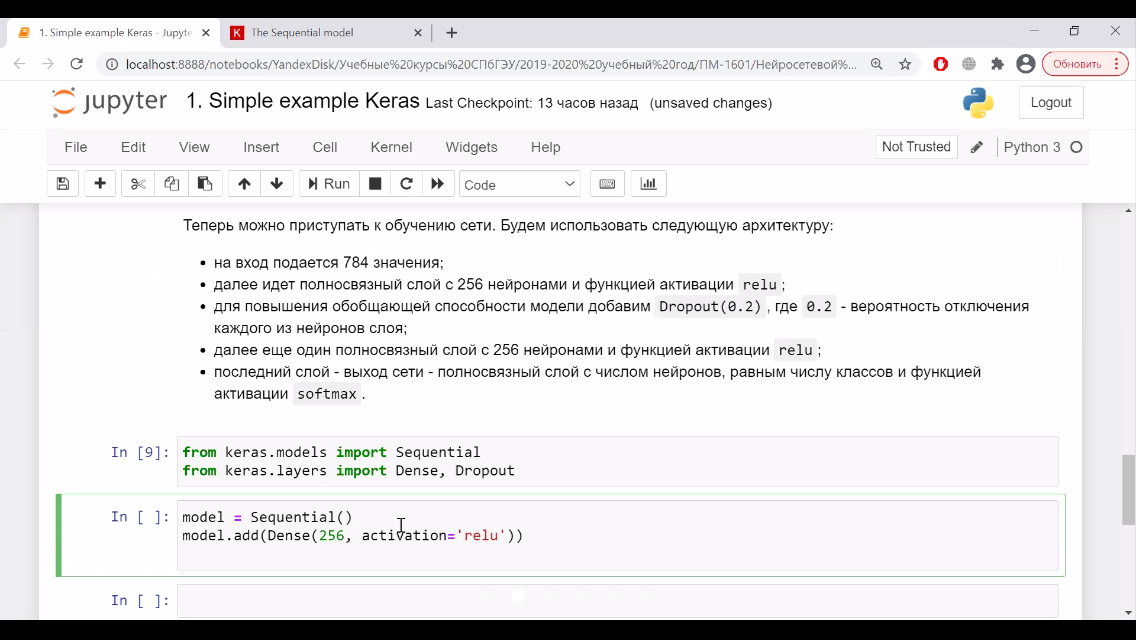 1. Simple example Keras - Jupyte
The Sequential model
localhost:8888/notebooks/YandexDisk/Учебные%20курсы%20СПбГЭУ/2019-2020%20учебный%20год/ПМ-1601/Нейросетевой%...
Обновить
jupyter 1. Simple example Keras Last Checkpoint: 13 часов назад (unsaved changes)
Logout
File Edit View Insert Cell Kernel Widgets Help
Not Trusted
Python 3
Run
Code
Теперь можно приступать к обучению сети. Будем использовать следующую архитектуру:
• на вход подается 784 значения;
• далее идет полносвязный слой с 256 нейронами и функцией активации relu;
• для повышения обобщающей способности модели добавим Dropout(0.2), где 0.2 - вероятность отключения
каждого из нейронов слоя;
• далее еще один полносвязный слой с 256 нейронами и функцией активации relu;
• последний слой - выход сети - полносвязный слой с числом нейронов, равным числу классов и функцией
активации softmax.
In [9]: from keras.models import Sequential
from keras.layers import Dense, Dropout
In [ ]: model = Sequential()
model.add(Dense(256, activation='relu'))
In [ ]: